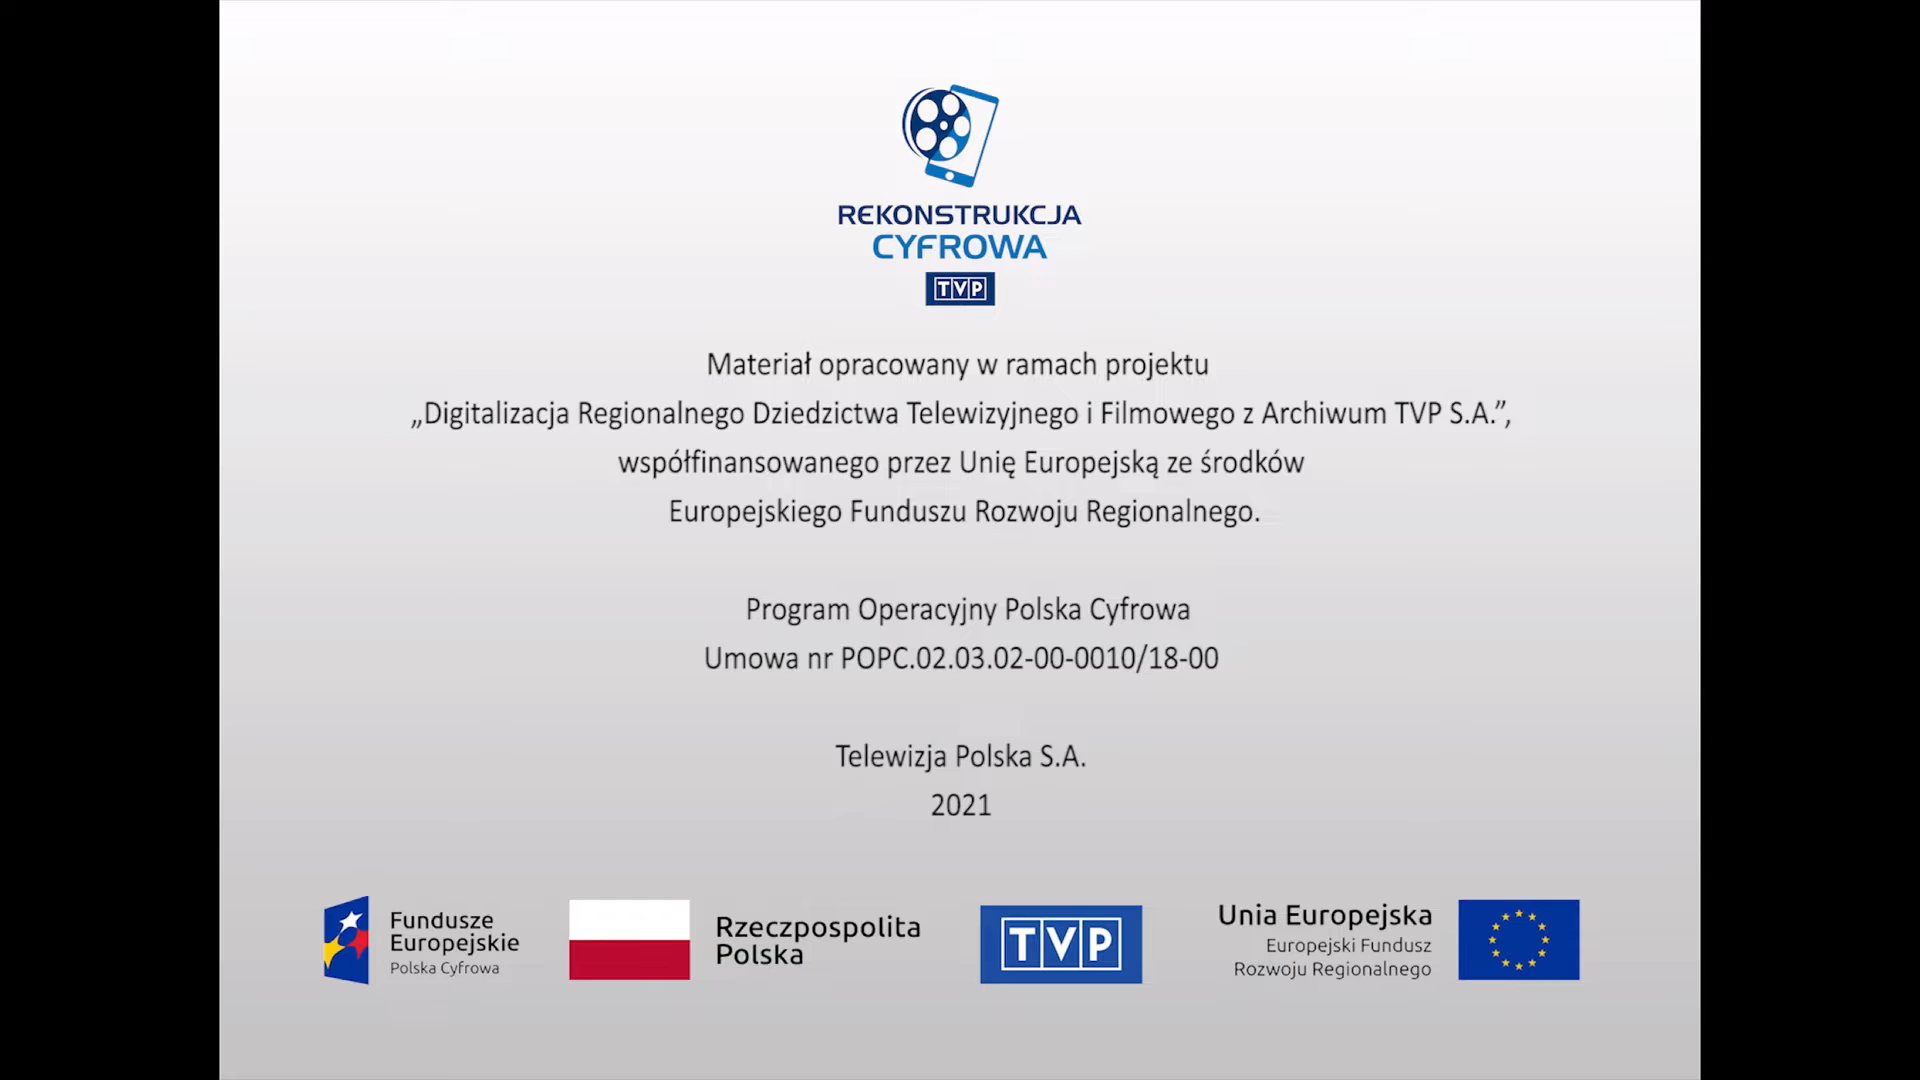 REKONSTRUKCJA
CYFROWA
TVP
Materiał opracowany w ramach projektu
„Digitalizacja Regionalnego Dziedzictwa Telewizyjnego i Filmowego z Archiwum TVP S.A.”,
współfinansowanego przez Unię Europejską ze środków
Europejskiego Funduszu Rozwoju Regionalnego.
Program Operacyjny Polska Cyfrowa
Umowa nr POPC.02.03.02-00-0010/18-00
Telewizja Polska S.A.
2021
Fundusze
Europejskie
Polska Cyfrowa
Rzeczpospolita
Polska
TVP
Unia Europejska
Europejski Fundusz
Rozwoju Regionalnego